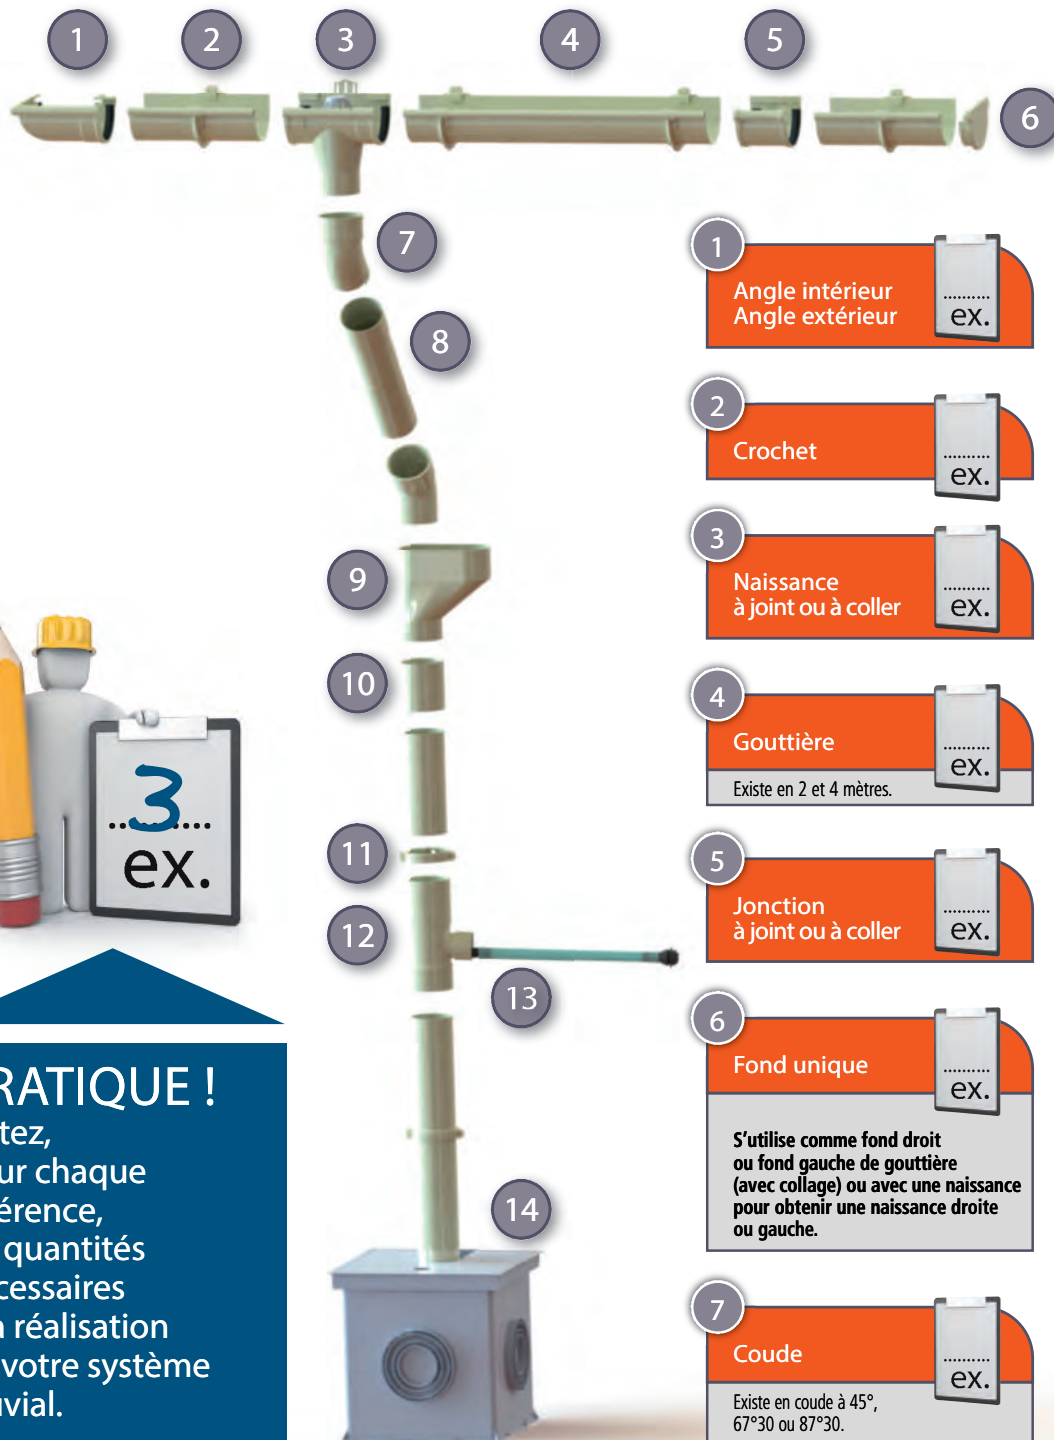 1
2
3
4
5
6
7
8
9
10
11
12
13
14
3
..........
ex.
RATIQUE !
tez,
ur chaque
érence,
quantités
cessaires
a réalisation
votre système
uvial.
1
Angle intérieur
Angle extérieur
..........
ex.
2
Crochet
..........
ex.
3
Naissance
à joint ou à coller
..........
ex.
4
Gouttière
..........
ex.
Existe en 2 et 4 mètres.
5
Jonction
à joint ou à coller
..........
ex.
6
Fond unique
..........
ex.
S’utilise comme fond droit
ou fond gauche de gouttière
(avec collage) ou avec une naissance
pour obtenir une naissance droite
ou gauche.
7
Coude
..........
ex.
Existe en coude à 45°,
67°30 ou 87°30.